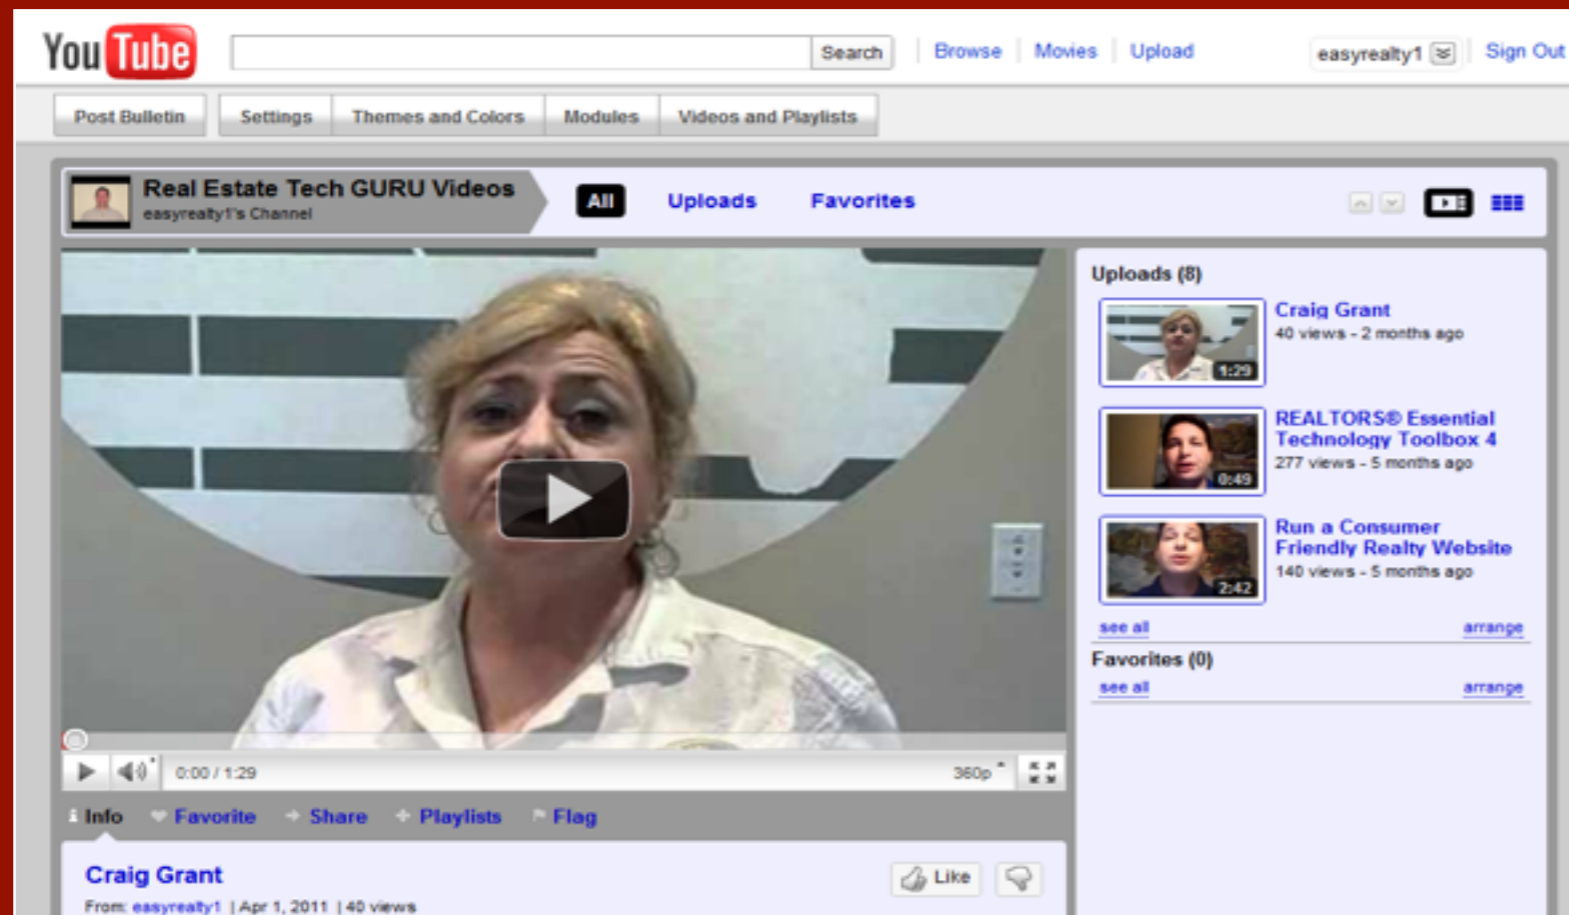 YouTube Search Browse Movies Upload easyrealty1 Sign Out
Post Bulletin Settings Themes and Colors Modules Videos and Playlists
Real Estate Tech GURU Videos
easyrealty1's Channel
All Uploads Favorites
Uploads (8)
Craig Grant
40 views - 2 months ago
1:29
REALTORS® Essential
Technology Toolbox 4
277 views - 5 months ago
0:49
Run a Consumer
Friendly Realty Website
140 views - 5 months ago
2:42
see all arrange
Favorites (0)
see all arrange
0:00 / 1:29 360p
Info Favorite Share Playlists Flag
Craig Grant Like
From: easyrealty1 | Apr 1, 2011 | 40 views